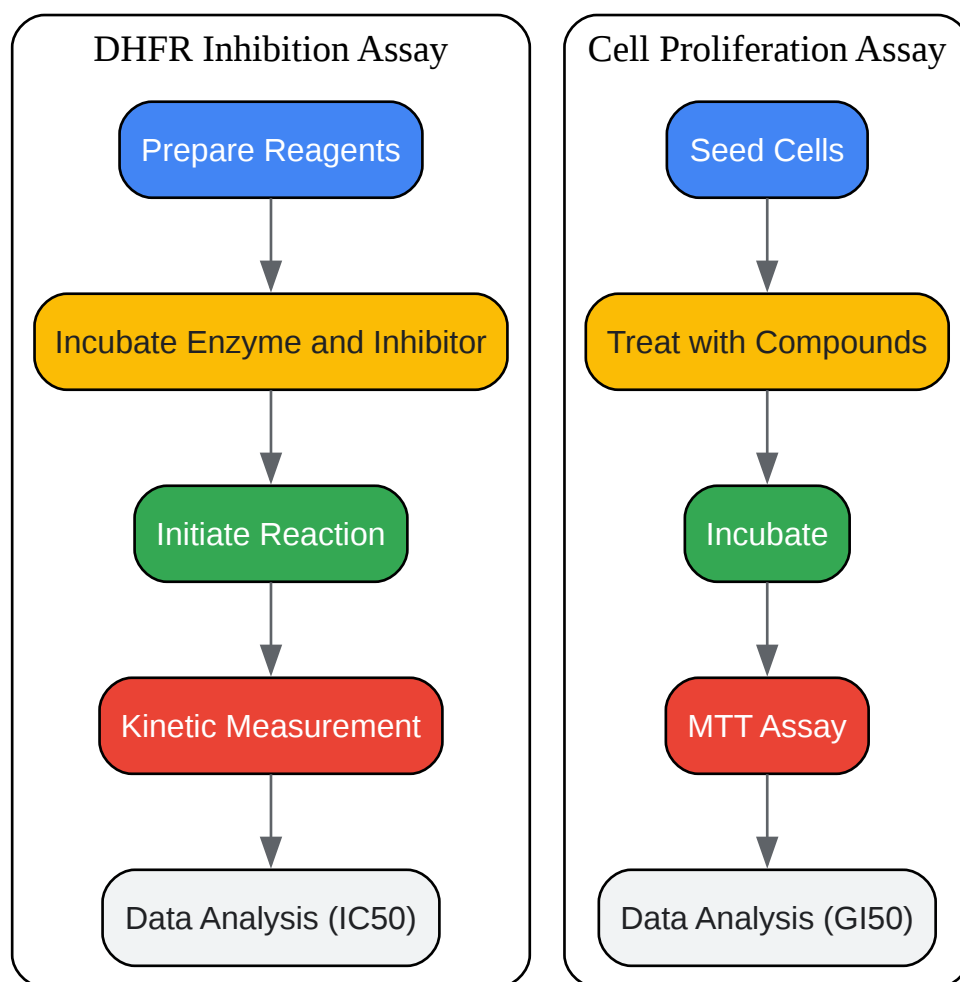 DHFR Inhibition Assay
Prepare Reagents
Incubate Enzyme and Inhibitor
Initiate Reaction
Kinetic Measurement
Data Analysis (IC50)
Cell Proliferation Assay
Seed Cells
Treat with Compounds
Incubate
MTT Assay
Data Analysis (GI50)